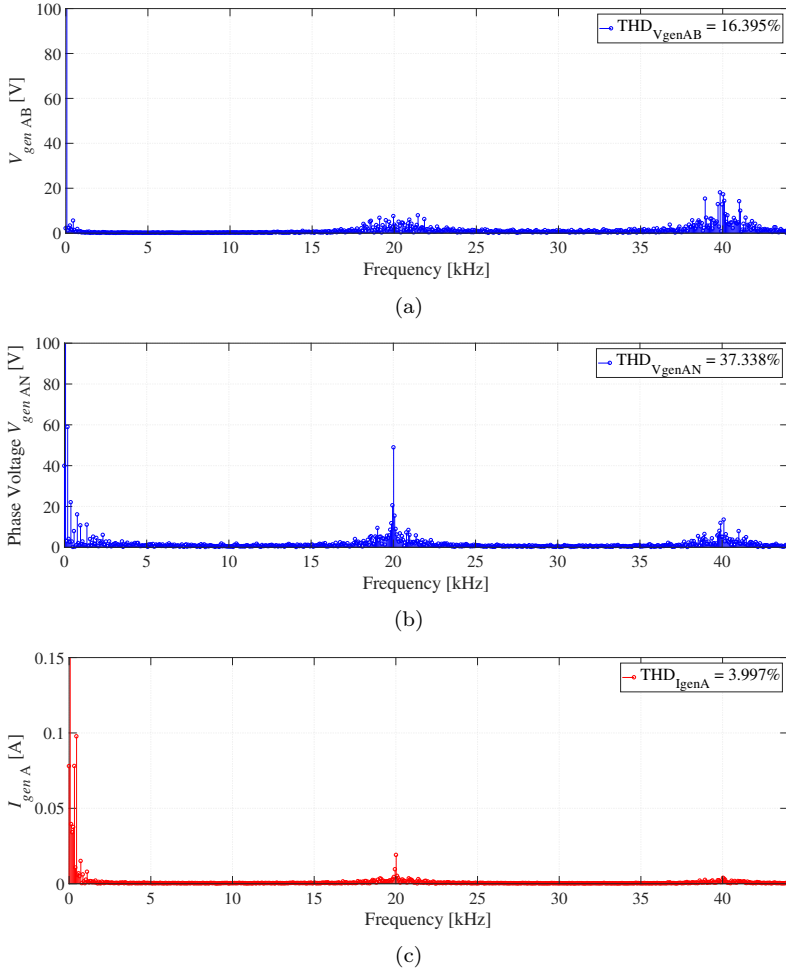 100
80
60
40
20
0
V_gen AB [V]
THD_VgenAB = 16.395%
0 5 10 15 20 25 30 35 40
Frequency [kHz]
(a)
100
80
60
40
20
0
Phase Voltage V_gen AN [V]
THD_VgenAN = 37.338%
0 5 10 15 20 25 30 35 40
Frequency [kHz]
(b)
0.15
0.1
0.05
0
I_gen A [A]
THD_IgenA = 3.997%
0 5 10 15 20 25 30 35 40
Frequency [kHz]
(c)